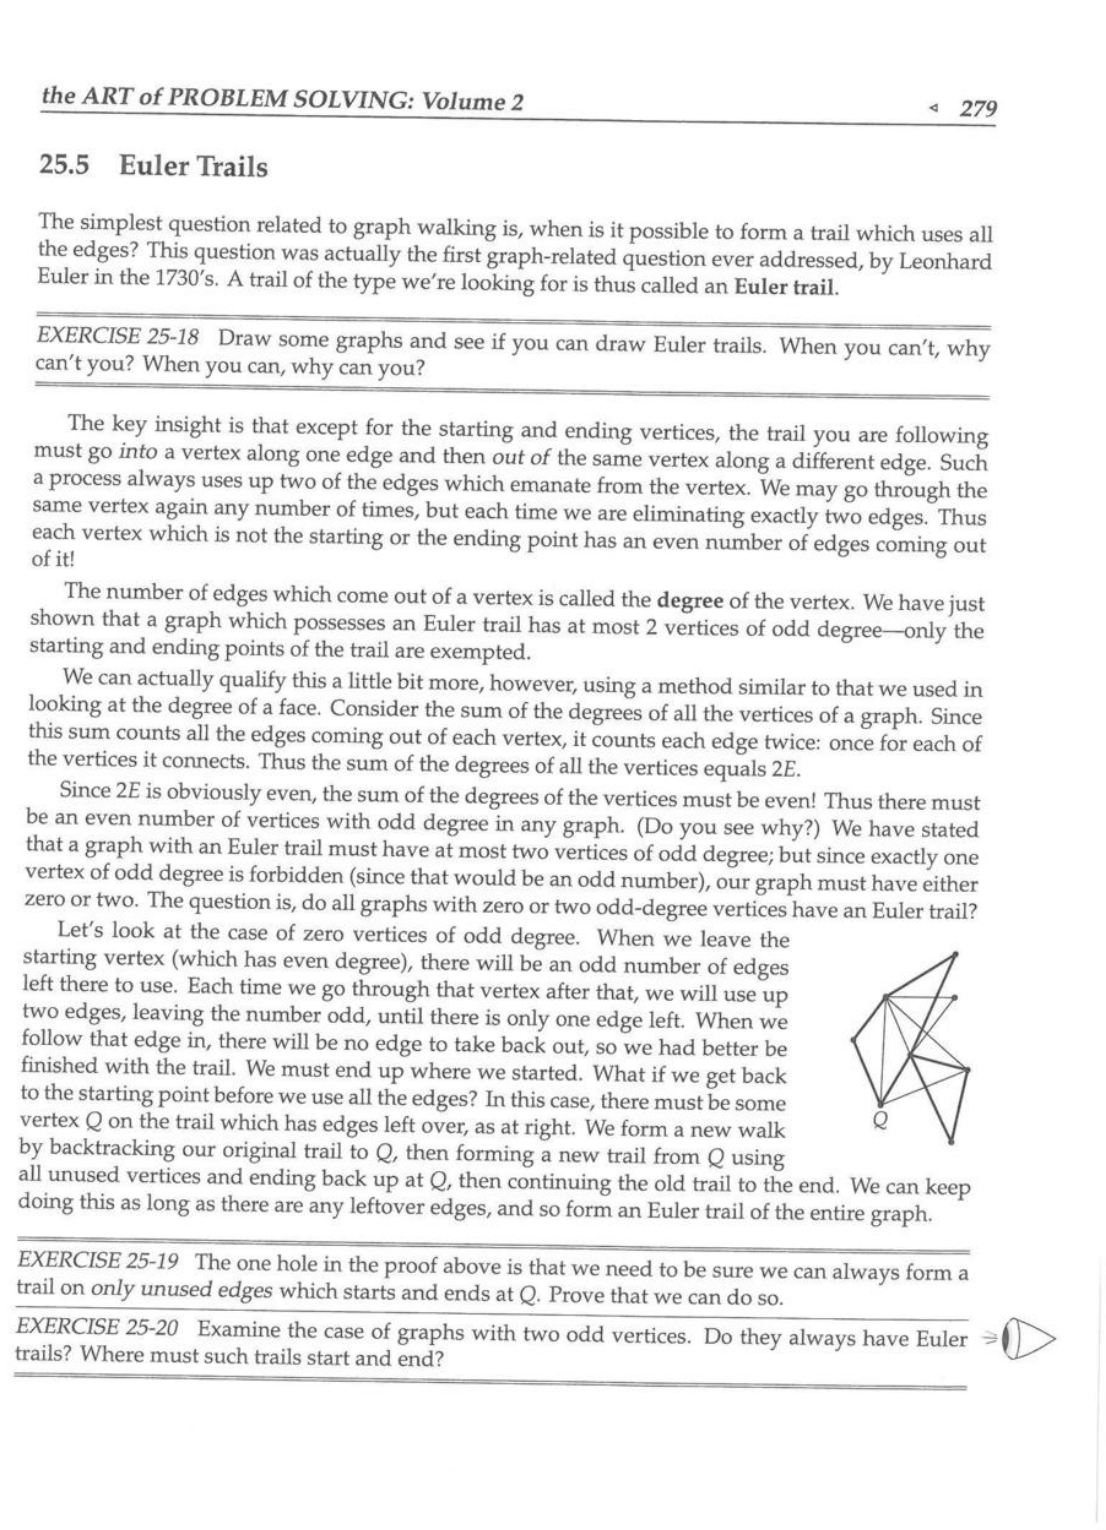 the ART of PROBLEM SOLVING: Volume 2 ◁ 279
25.5 Euler Trails
The simplest question related to graph walking is, when is it possible to form a trail which uses all
the edges? This question was actually the first graph-related question ever addressed, by Leonhard
Euler in the 1730's. A trail of the type we're looking for is thus called an Euler trail.
EXERCISE 25-18 Draw some graphs and see if you can draw Euler trails. When you can't, why
can't you? When you can, why can you?
The key insight is that except for the starting and ending vertices, the trail you are following
must go into a vertex along one edge and then out of the same vertex along a different edge. Such
a process always uses up two of the edges which emanate from the vertex. We may go through the
same vertex again any number of times, but each time we are eliminating exactly two edges. Thus
each vertex which is not the starting or the ending point has an even number of edges coming out
of it!
The number of edges which come out of a vertex is called the degree of the vertex. We have just
shown that a graph which possesses an Euler trail has at most 2 vertices of odd degree—only the
starting and ending points of the trail are exempted.
We can actually qualify this a little bit more, however, using a method similar to that we used in
looking at the degree of a face. Consider the sum of the degrees of all the vertices of a graph. Since
this sum counts all the edges coming out of each vertex, it counts each edge twice: once for each of
the vertices it connects. Thus the sum of the degrees of all the vertices equals 2E.
Since 2E is obviously even, the sum of the degrees of the vertices must be even! Thus there must
be an even number of vertices with odd degree in any graph. (Do you see why?) We have stated
that a graph with an Euler trail must have at most two vertices of odd degree; but since exactly one
vertex of odd degree is forbidden (since that would be an odd number), our graph must have either
zero or two. The question is, do all graphs with zero or two odd-degree vertices have an Euler trail?
Let's look at the case of zero vertices of odd degree. When we leave the
starting vertex (which has even degree), there will be an odd number of edges
left there to use. Each time we go through that vertex after that, we will use up
two edges, leaving the number odd, until there is only one edge left. When we
follow that edge in, there will be no edge to take back out, so we had better be
finished with the trail. We must end up where we started. What if we get back
to the starting point before we use all the edges? In this case, there must be some
vertex Q on the trail which has edges left over, as at right. We form a new walk
by backtracking our original trail to Q, then forming a new trail from Q using
all unused vertices and ending back up at Q, then continuing the old trail to the end. We can keep
doing this as long as there are any leftover edges, and so form an Euler trail of the entire graph.
Q
EXERCISE 25-19 The one hole in the proof above is that we need to be sure we can always form a
trail on only unused edges which starts and ends at Q. Prove that we can do so.
EXERCISE 25-20 Examine the case of graphs with two odd vertices. Do they always have Euler
trails? Where must such trails start and end?